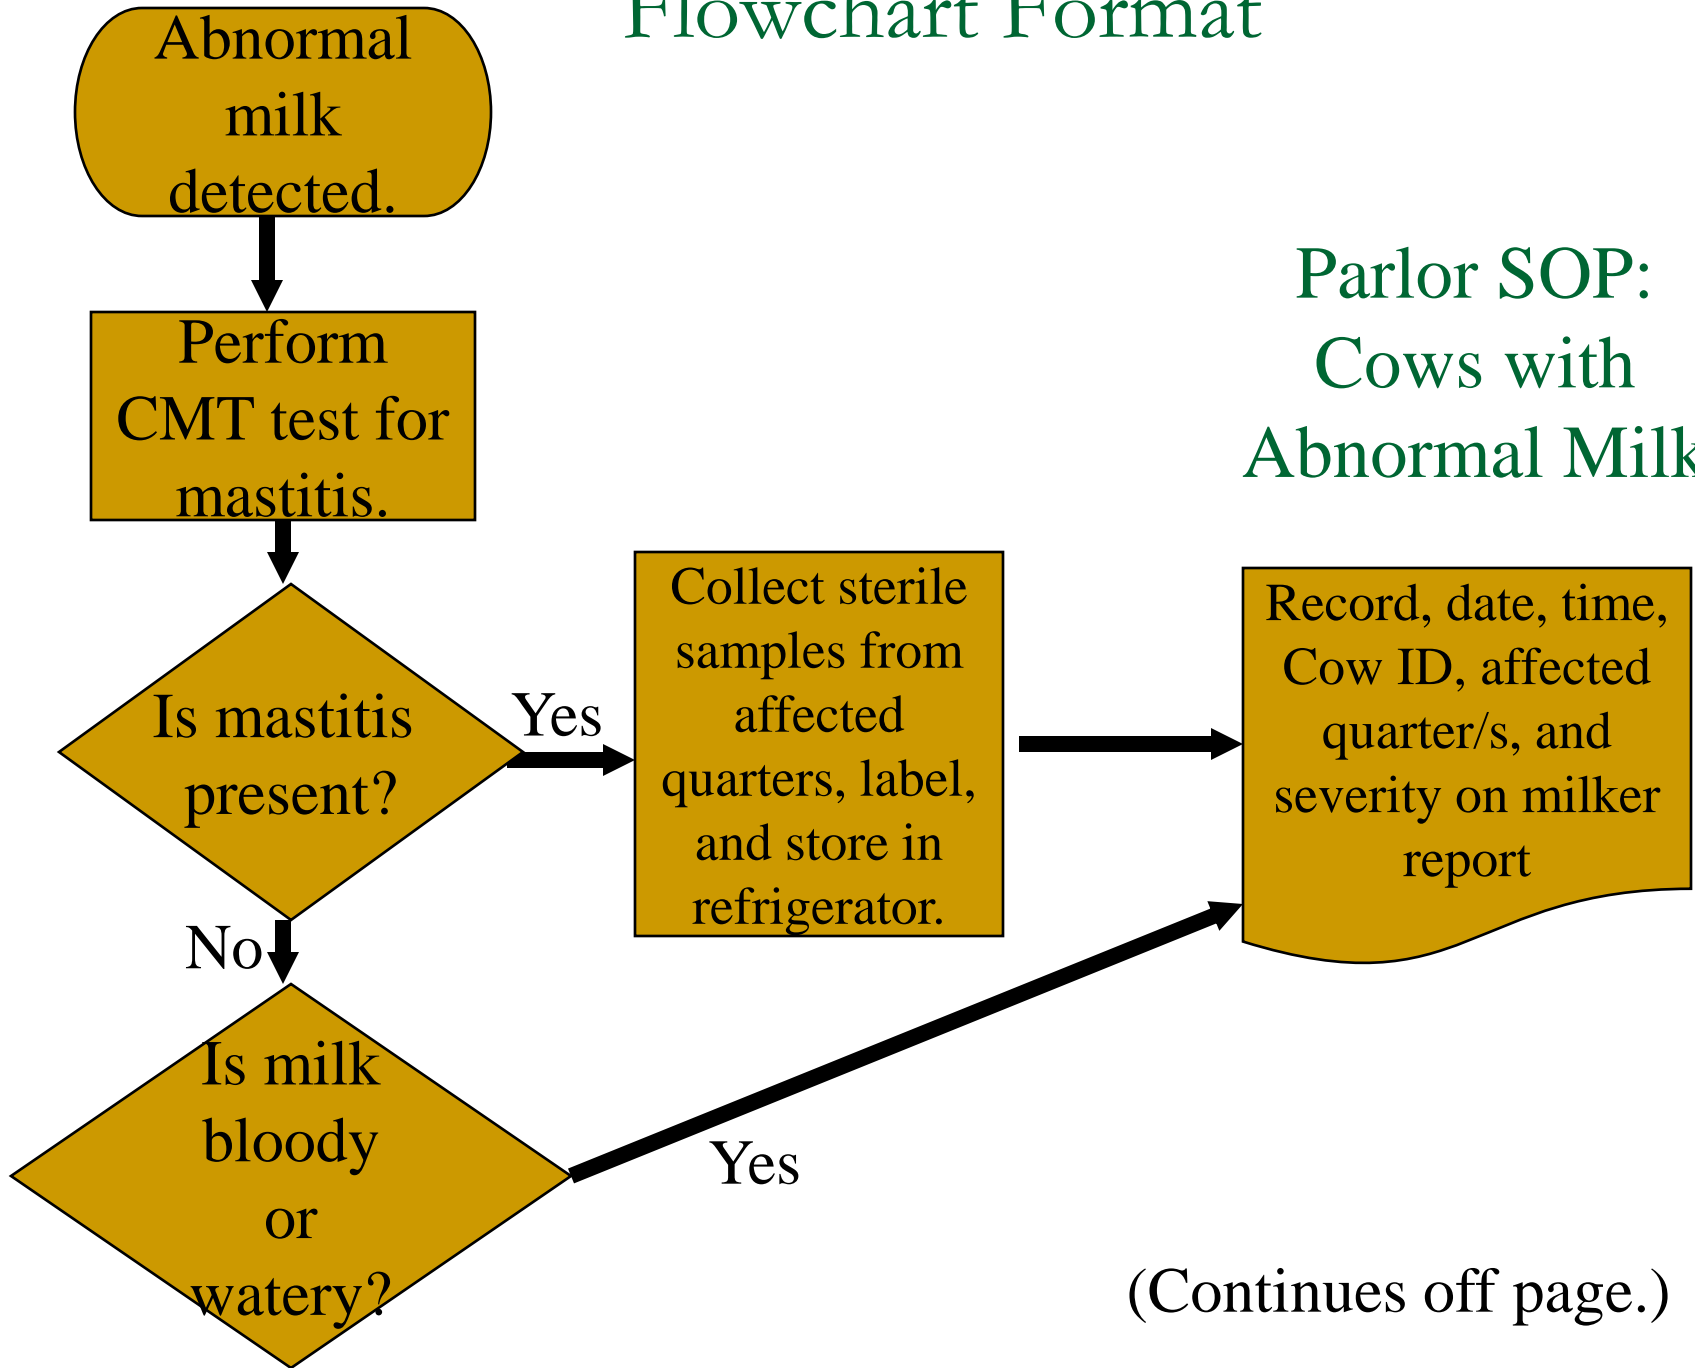 Flowchart Format
Abnormal
milk
detected.
Parlor SOP:
Cows with
Abnormal Milk
Perform
CMT test for
mastitis.
Is mastitis
present?
Yes
Collect sterile
samples from
affected
quarters, label,
and store in
refrigerator.
Record, date, time,
Cow ID, affected
quarter/s, and
severity on milker
report
No
Is milk
bloody
or
watery?
Yes
(Continues off page.)